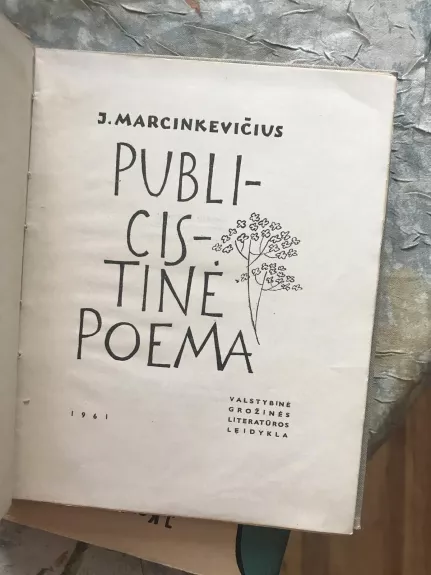 J. MARCINKEVIČIUS
PUBLI-
CIS-
TINĖ
POEMA
VALSTYBINĖ
GROŽINĖS
LITERATŪROS
LEIDYKLA
1961